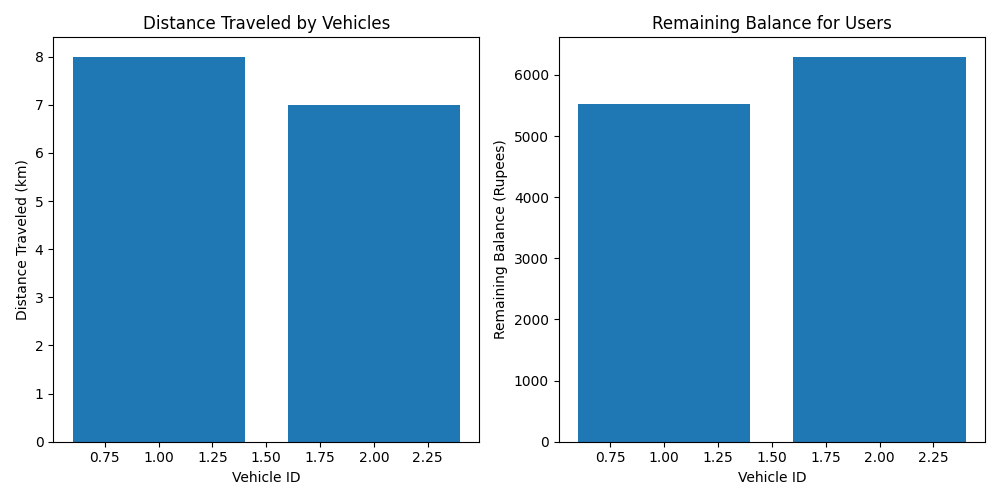 Distance Traveled by Vehicles
Distance Traveled (km)
8
7
6
5
4
3
2
1
0
0.75 1.00 1.25 1.50 1.75 2.00 2.25
Vehicle ID
Remaining Balance for Users
Remaining Balance (Rupees)
6000
5000
4000
3000
2000
1000
0
0.75 1.00 1.25 1.50 1.75 2.00 2.25
Vehicle ID